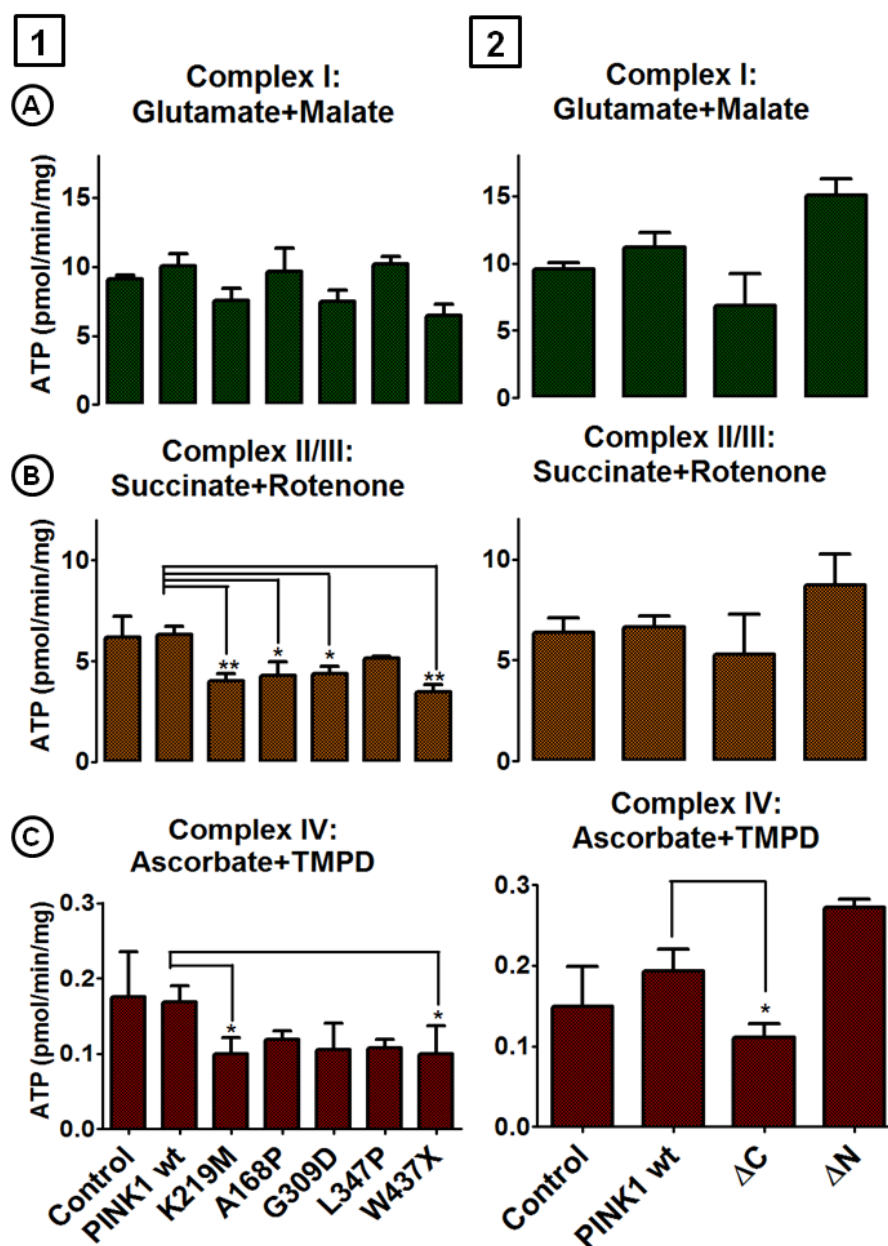 1
2
A
Complex I:
Glutamate+Malate
ATP (pmol/min/mg)
15
10
5
0
Complex I:
Glutamate+Malate
15
10
5
0
B
Complex II/III:
Succinate+Rotenone
ATP (pmol/min/mg)
10
5
0
** * * **
Complex II/III:
Succinate+Rotenone
10
5
0
C
Complex IV:
Ascorbate+TMPD
ATP (pmol/min/mg)
0.3
0.2
0.1
0.0
* *
Control
PINK1 wt
K219M
A168P
G309D
L347P
W437X
Complex IV:
Ascorbate+TMPD
0.3
0.2
0.1
0.0
*
Control
PINK1 wt
ΔC
ΔN